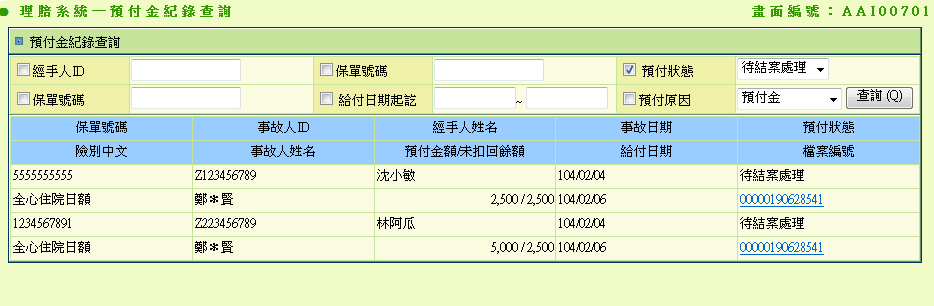 理賠系統—預付金紀錄查詢 畫面編號：AAI00701
預付金紀錄查詢
經手人ID 保單號碼 預付狀態 待結案處理
保單號碼 給付日期起訖 ~ 預付原因 預付金 查詢 (Q)
保單號碼 事故人ID 經手人姓名 事故日期 預付狀態
險別中文 事故人姓名 預付金額/未扣回餘額 給付日期 檔案編號
5555555555 Z123456789 沈小敏 104/02/04 待結案處理
全心住院日額 鄭＊賢 2,500 / 2,500 104/02/06 00000190628541
1234567891 Z223456789 林阿瓜 104/02/04 待結案處理
全心住院日額 鄭＊賢 5,000 / 2,500 104/02/06 00000190628541